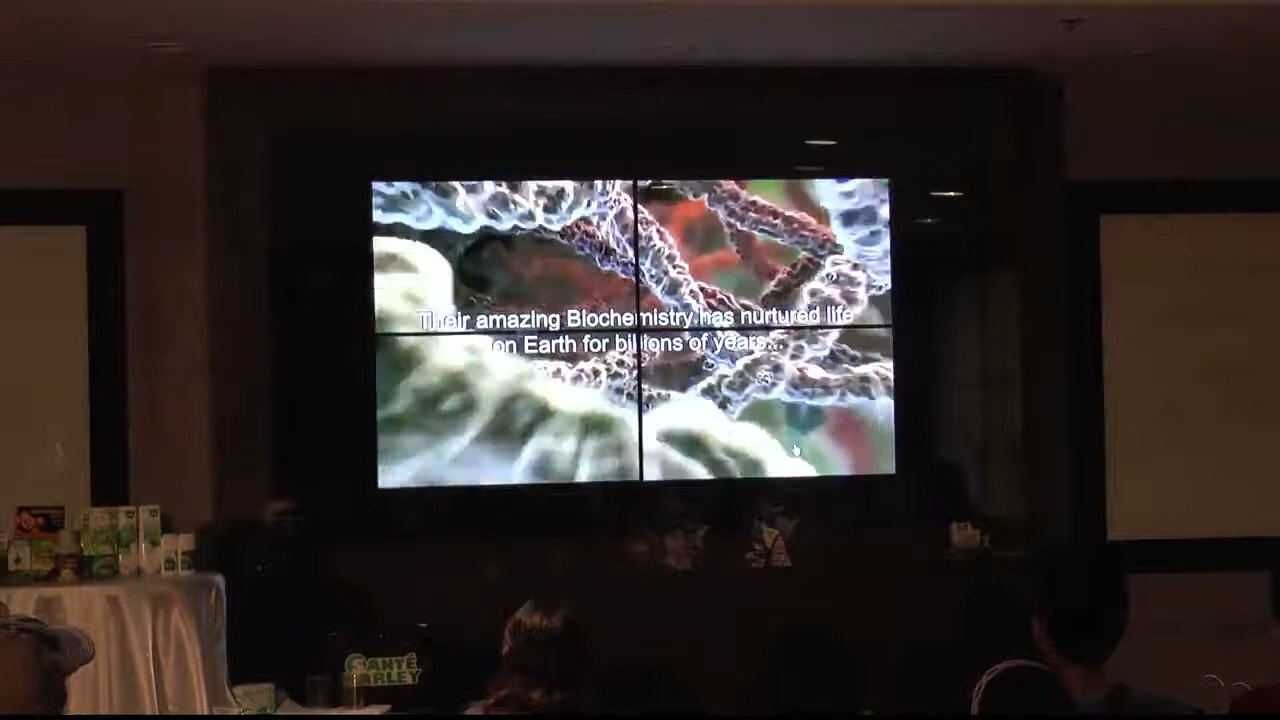 Their amazing Biochemistry has nurtured life
on Earth for billions of years...
SANTÉ
BARLEY